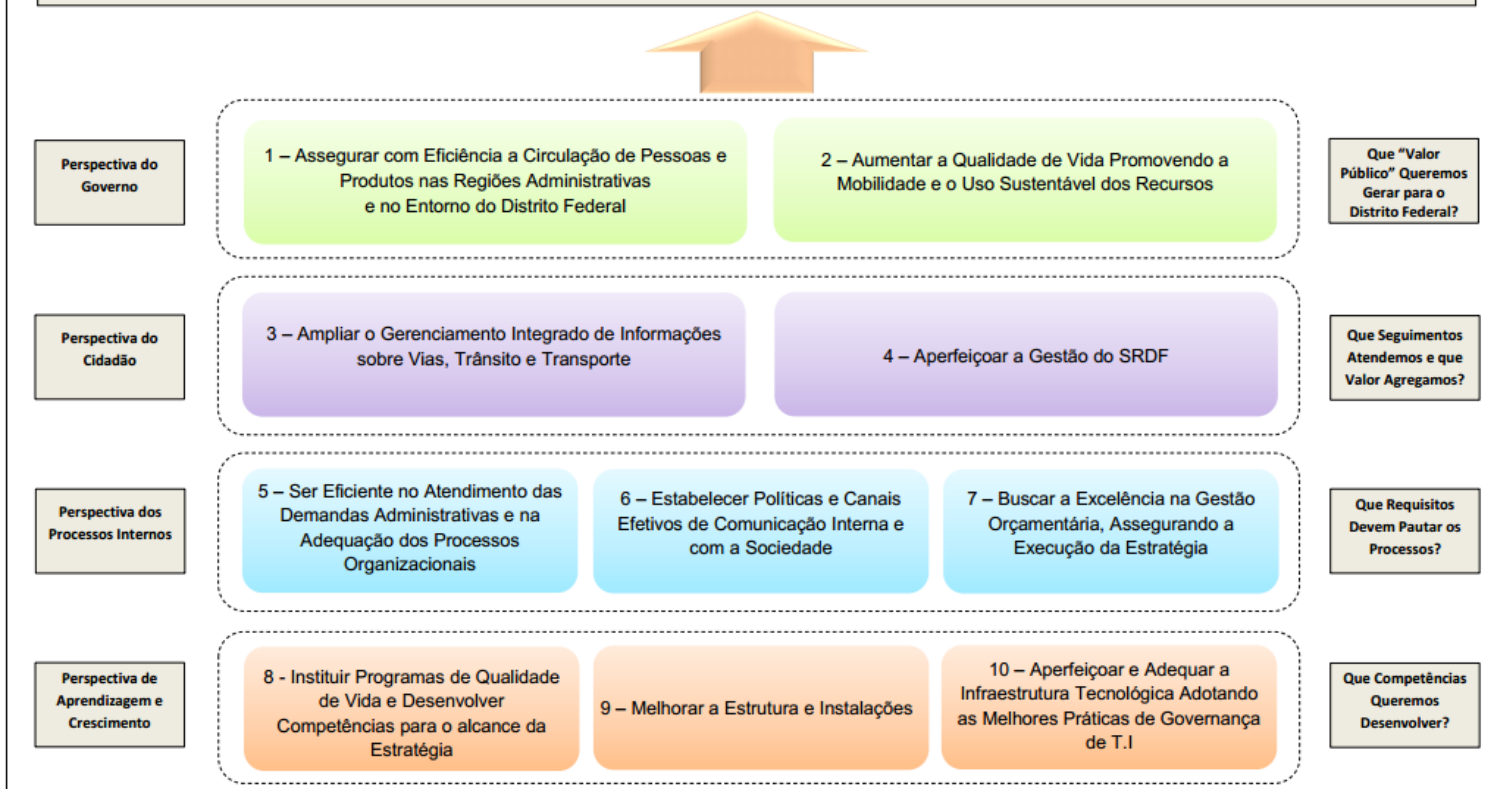 Perspectiva do
Governo
1 – Assegurar com Eficiência a Circulação de Pessoas e
Produtos nas Regiões Administrativas
e no Entorno do Distrito Federal
2 – Aumentar a Qualidade de Vida Promovendo a
Mobilidade e o Uso Sustentável dos Recursos
Que “Valor
Público” Queremos
Gerar para o
Distrito Federal?
Perspectiva do
Cidadão
3 – Ampliar o Gerenciamento Integrado de Informações
sobre Vias, Trânsito e Transporte
4 – Aperfeiçoar a Gestão do SRDF
Que Seguimentos
Atendemos e que
Valor Agregamos?
Perspectiva dos
Processos Internos
5 – Ser Eficiente no Atendimento das
Demandas Administrativas e na
Adequação dos Processos
Organizacionais
6 – Estabelecer Políticas e Canais
Efetivos de Comunicação Interna e
com a Sociedade
7 – Buscar a Excelência na Gestão
Orçamentária, Assegurando a
Execução da Estratégia
Que Requisitos
Devem Pautar os
Processos?
Perspectiva de
Aprendizagem e
Crescimento
8 - Instituir Programas de Qualidade
de Vida e Desenvolver
Competências para o alcance da
Estratégia
9 – Melhorar a Estrutura e Instalações
10 – Aperfeiçoar e Adequar a
Infraestrutura Tecnológica Adotando
as Melhores Práticas de Governança
de T.I
Que Competências
Queremos
Desenvolver?